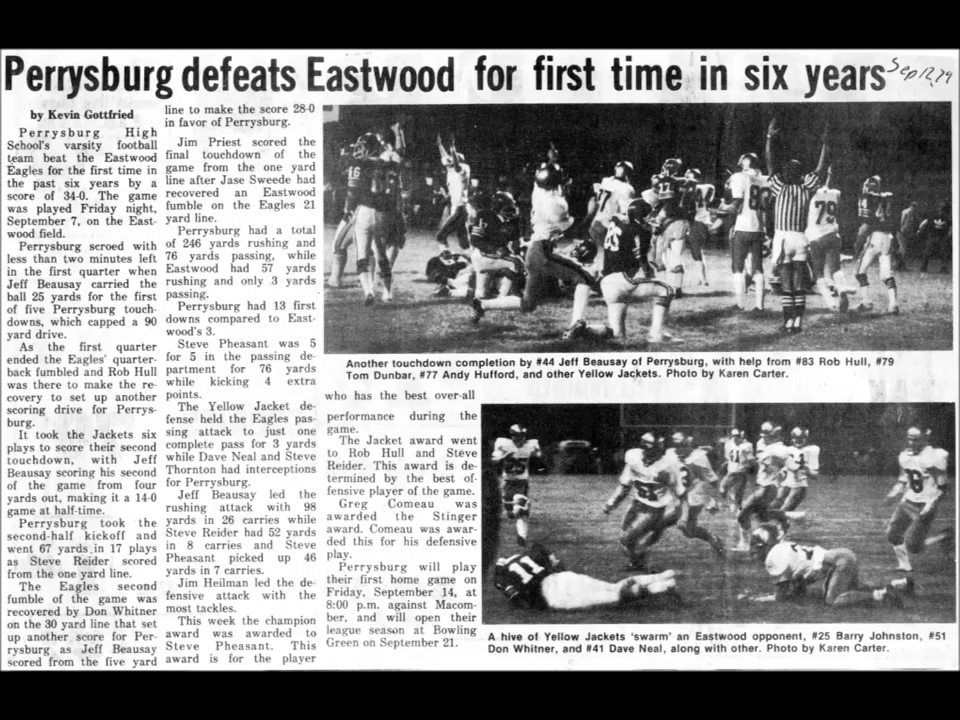 Perrysburg defeats Eastwood for first time in six years
Sep 12, 79
by Kevin Gottfried
Perrysburg High
School's varsity football
team beat the Eastwood
Eagles for the first time in
the past six years by a
score of 34-0. The game
was played Friday night,
September 7, on the East-
wood field.
Perrysburg scroed with
less than two minutes left
in the first quarter when
Jeff Beausay carried the
ball 25 yards for the first
of five Perrysburg touch-
downs, which capped a 90
yard drive.
As the first quarter
ended the Eagles' quarter-
back fumbled and Rob Hull
was there to make the re-
covery to set up another
scoring drive for Perrys-
burg.
It took the Jackets six
plays to score their second
touchdown, with Jeff
Beausay scoring his second
of the game from four
yards out, making it a 14-0
game at half-time.
Perrysburg took the
second-half kickoff and
went 67 yards in 17 plays
as Steve Reider scored
from the one yard line.
The Eagles second
fumble of the game was
recovered by Don Whitner
on the 30 yard line that set
up another score for Per-
rysburg as Jeff Beausay
scored from the five yard
line to make the score 28-0
in favor of Perrysburg.
Jim Priest scored the
final touchdown of the
game from the one yard
line after Jase Sweede had
recovered an Eastwood
fumble on the Eagles 21
yard line.
Perrysburg had a total
of 246 yards rushing and
76 yards passing, while
Eastwood had 57 yards
rushing and only 3 yards
passing.
Perrysburg had 13 first
downs compared to East-
wood's 3.
Steve Pheasant was 5
for 5 in the passing de-
partment for 76 yards
while kicking 4 extra
points.
The Yellow Jacket de-
fense held the Eagles pas-
sing attack to just one
complete pass for 3 yards
while Dave Neal and Steve
Thornton had interceptions
for Perrysburg.
Jeff Beausay led the
rushing attack with 98
yards in 26 carries while
Steve Reider had 52 yards
in 8 carries and Steve
Pheasant picked up 46
yards in 7 carries.
Jim Heilman led the de-
fensive attack with the
most tackles.
This week the champion
award was awarded to
Steve Pheasant. This
award is for the player
who has the best over-all
performance during the
game.
The Jacket award went
to Rob Hull and Steve
Reider. This award is de-
termined by the best of-
fensive player of the game.
Greg Comeau was
awarded the Stinger
award. Comeau was awar-
ded this for his defensive
play.
Perrysburg will play
their first home game on
Friday, September 14, at
8:00 p.m. against Macom-
ber, and will open their
league season at Bowling
Green on September 21.
Another touchdown completion by #44 Jeff Beausay of Perrysburg, with help from #83 Rob Hull, #79
Tom Dunbar, #77 Andy Hufford, and other Yellow Jackets. Photo by Karen Carter.
A hive of Yellow Jackets 'swarm' an Eastwood opponent, #25 Barry Johnston, #51
Don Whitner, and #41 Dave Neal, along with other. Photo by Karen Carter.
79
11